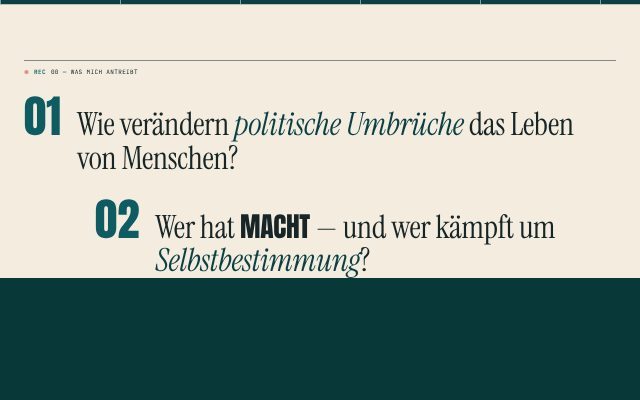 REC 00 — WAS MICH ANTREIBT
01
Wie verändern politische Umbrüche das Leben
von Menschen?
02
Wer hat MACHT — und wer kämpft um
Selbstbestimmung?